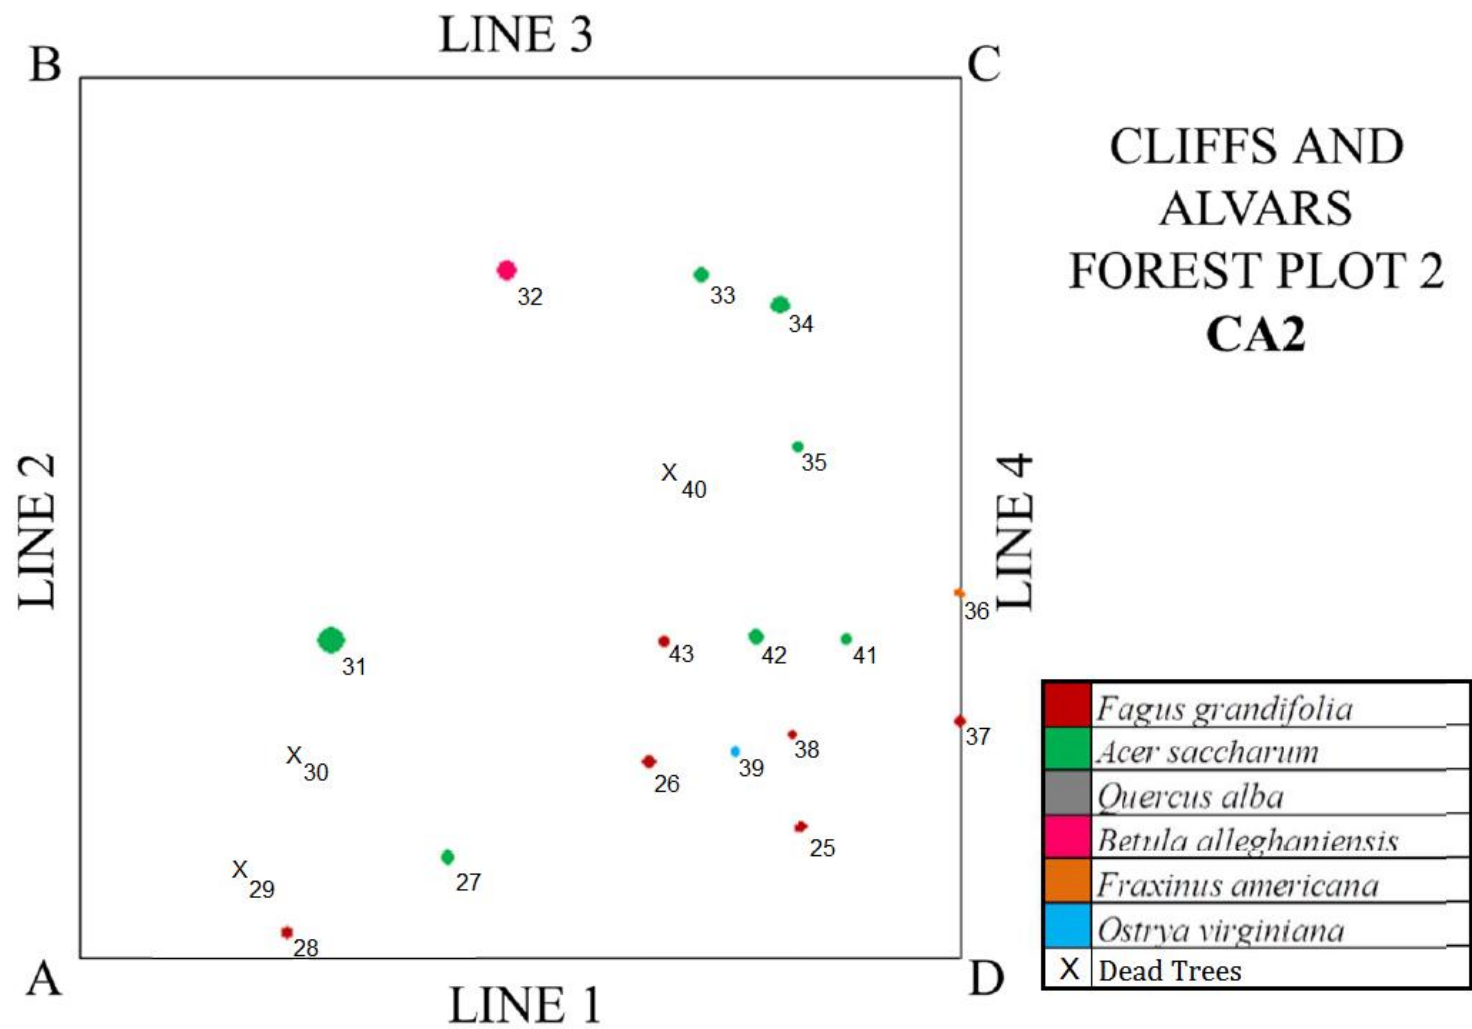 LINE 3
B
C
CLIFFS AND
ALVARS
FOREST PLOT 2
CA2
32
33
34
35
40
LINE 2
LINE 4
36
31
43
42
41
37
30
26
39
38
25
29
27
28
A
D
LINE 1
Fagus grandifolia
Acer saccharum
Quercus alba
Betula alleghaniensis
Fraxinus americana
Ostrya virginiana
X Dead Trees